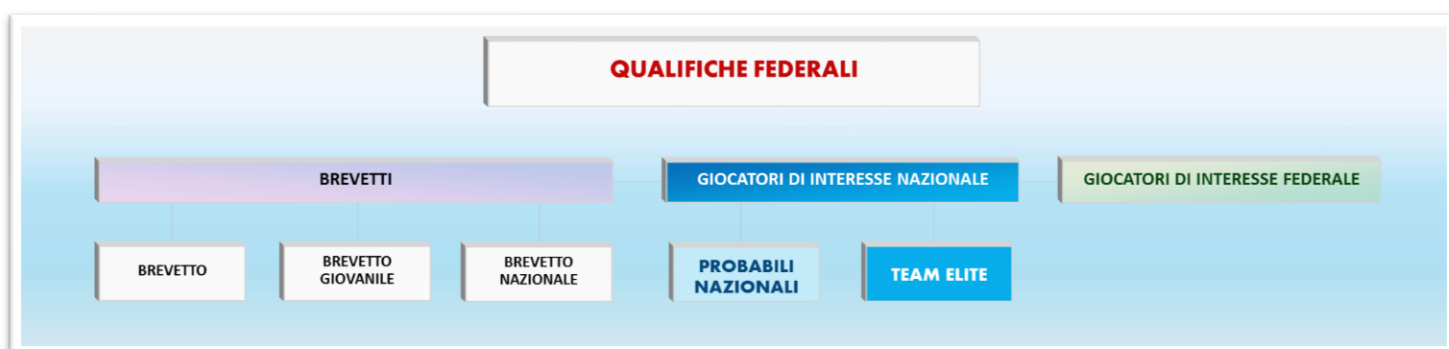 QUALIFICHE FEDERALI
BREVETTI
GIOCATORI DI INTERESSE NAZIONALE
GIOCATORI DI INTERESSE FEDERALE
BREVETTO
BREVETTO
GIOVANILE
BREVETTO
NAZIONALE
PROBABILI
NAZIONALI
TEAM ELITE